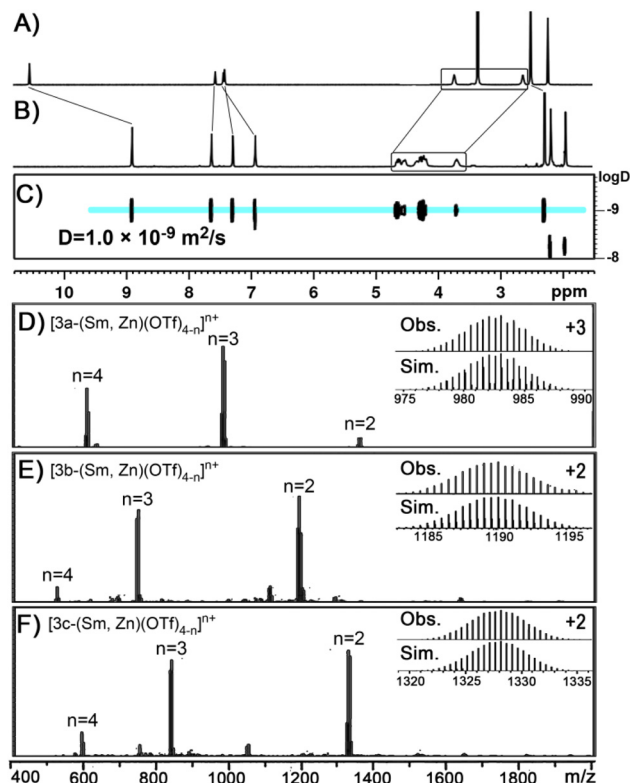 A)
B)
C)
logD
-9
D=1.0 × 10-9 m2/s
-8
10 9 8 7 6 5 4 3 2 ppm
D) [3a-(Sm, Zn)(OTf)4-n]n+
n=3
n=4
n=2
Obs. +3
Sim.
975 980 985 990
E) [3b-(Sm, Zn)(OTf)4-n]n+
n=3
n=2
n=4
Obs. +2
Sim.
1185 1190 1195
F) [3c-(Sm, Zn)(OTf)4-n]n+
n=3
n=2
n=4
Obs. +2
Sim.
1320 1325 1330 1335
400 600 800 1000 1200 1400 1600 1800 m/z